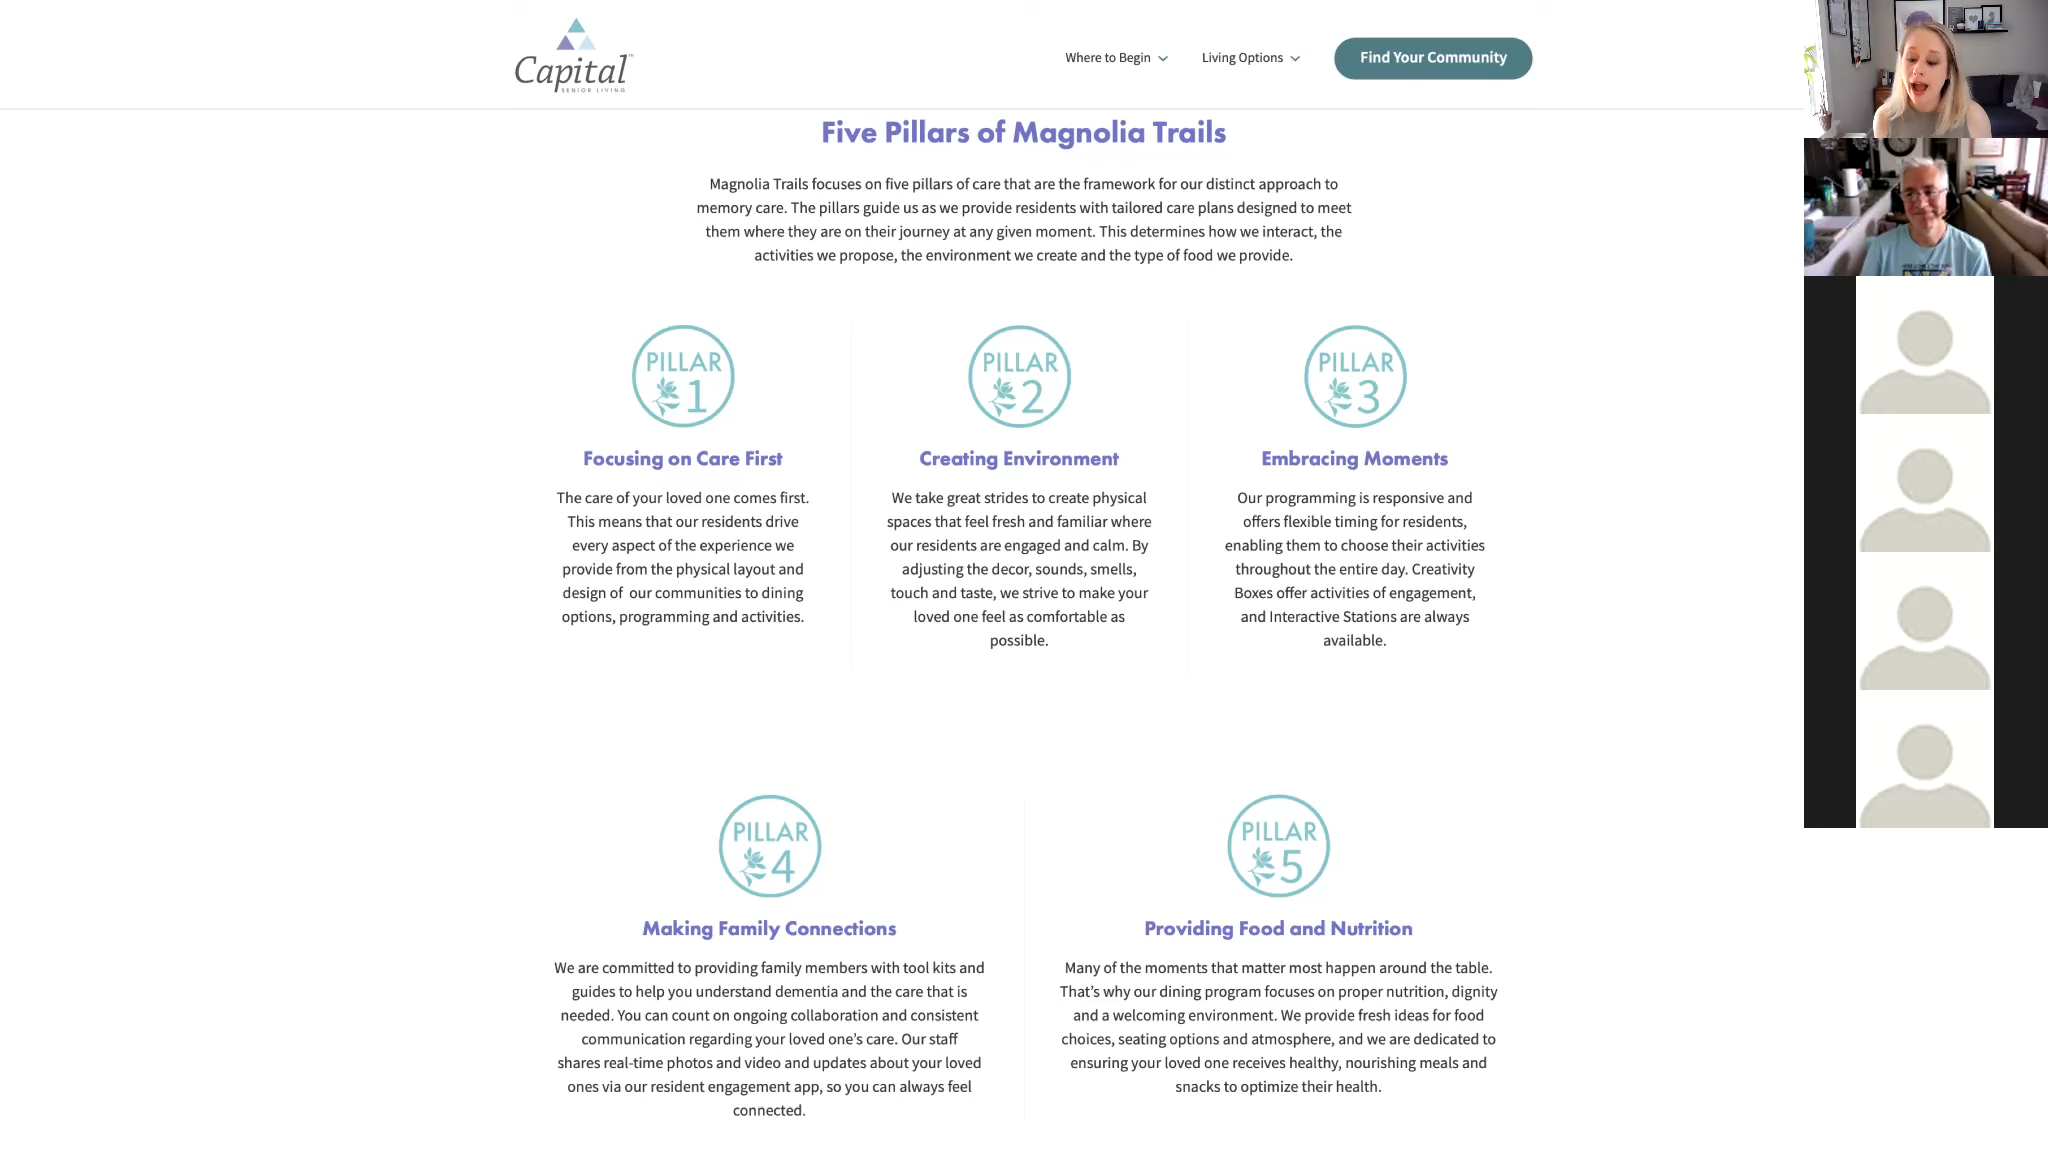 Capital
SENIOR LIVING
Where to Begin
Living Options
Find Your Community
Five Pillars of Magnolia Trails
Magnolia Trails focuses on five pillars of care that are the framework for our distinct approach to
memory care. The pillars guide us as we provide residents with tailored care plans designed to meet
them where they are on their journey at any given moment. This determines how we interact, the
activities we propose, the environment we create and the type of food we provide.
PILLAR
1
Focusing on Care First
The care of your loved one comes first.
This means that our residents drive
every aspect of the experience we
provide from the physical layout and
design of our communities to dining
options, programming and activities.
PILLAR
2
Creating Environment
We take great strides to create physical
spaces that feel fresh and familiar where
our residents are engaged and calm. By
adjusting the decor, sounds, smells,
touch and taste, we strive to make your
loved one feel as comfortable as
possible.
PILLAR
3
Embracing Moments
Our programming is responsive and
offers flexible timing for residents,
enabling them to choose their activities
throughout the entire day. Creativity
Boxes offer activities of engagement,
and Interactive Stations are always
available.
PILLAR
4
Making Family Connections
We are committed to providing family members with tool kits and
guides to help you understand dementia and the care that is
needed. You can count on ongoing collaboration and consistent
communication regarding your loved one’s care. Our staff
shares real-time photos and video and updates about your loved
ones via our resident engagement app, so you can always feel
connected.
PILLAR
5
Providing Food and Nutrition
Many of the moments that matter most happen around the table.
That’s why our dining program focuses on proper nutrition, dignity
and a welcoming environment. We provide fresh ideas for food
choices, seating options and atmosphere, and we are dedicated to
ensuring your loved one receives healthy, nourishing meals and
snacks to optimize their health.